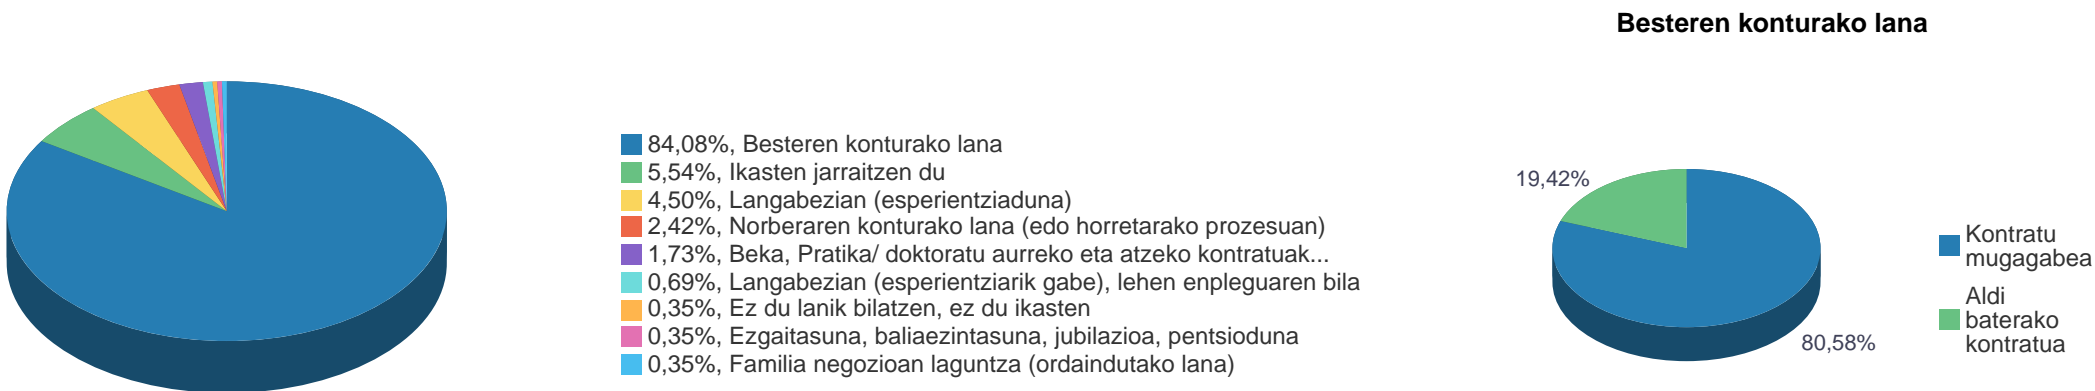 Besteren konturako lana
84,08%, Besteren konturako lana
5,54%, Ikasten jarraitzen du
4,50%, Langabezian (esperientziaduna)
2,42%, Norberaren konturako lana (edo horretarako prozesuan)
1,73%, Beka, Pratika/ doktoratu aurreko eta atzeko kontratuak...
0,69%, Langabezian (esperientziarik gabe), lehen enpleguaren bila
0,35%, Ez du lanik bilatzen, ez du ikasten
0,35%, Ezgaitasuna, baliaezintasuna, jubilazioa, pentsioduna
0,35%, Familia negozioan laguntza (ordaindutako lana)
19,42%
80,58%
Kontratu
mugagabea
Aldi
baterako
kontratua